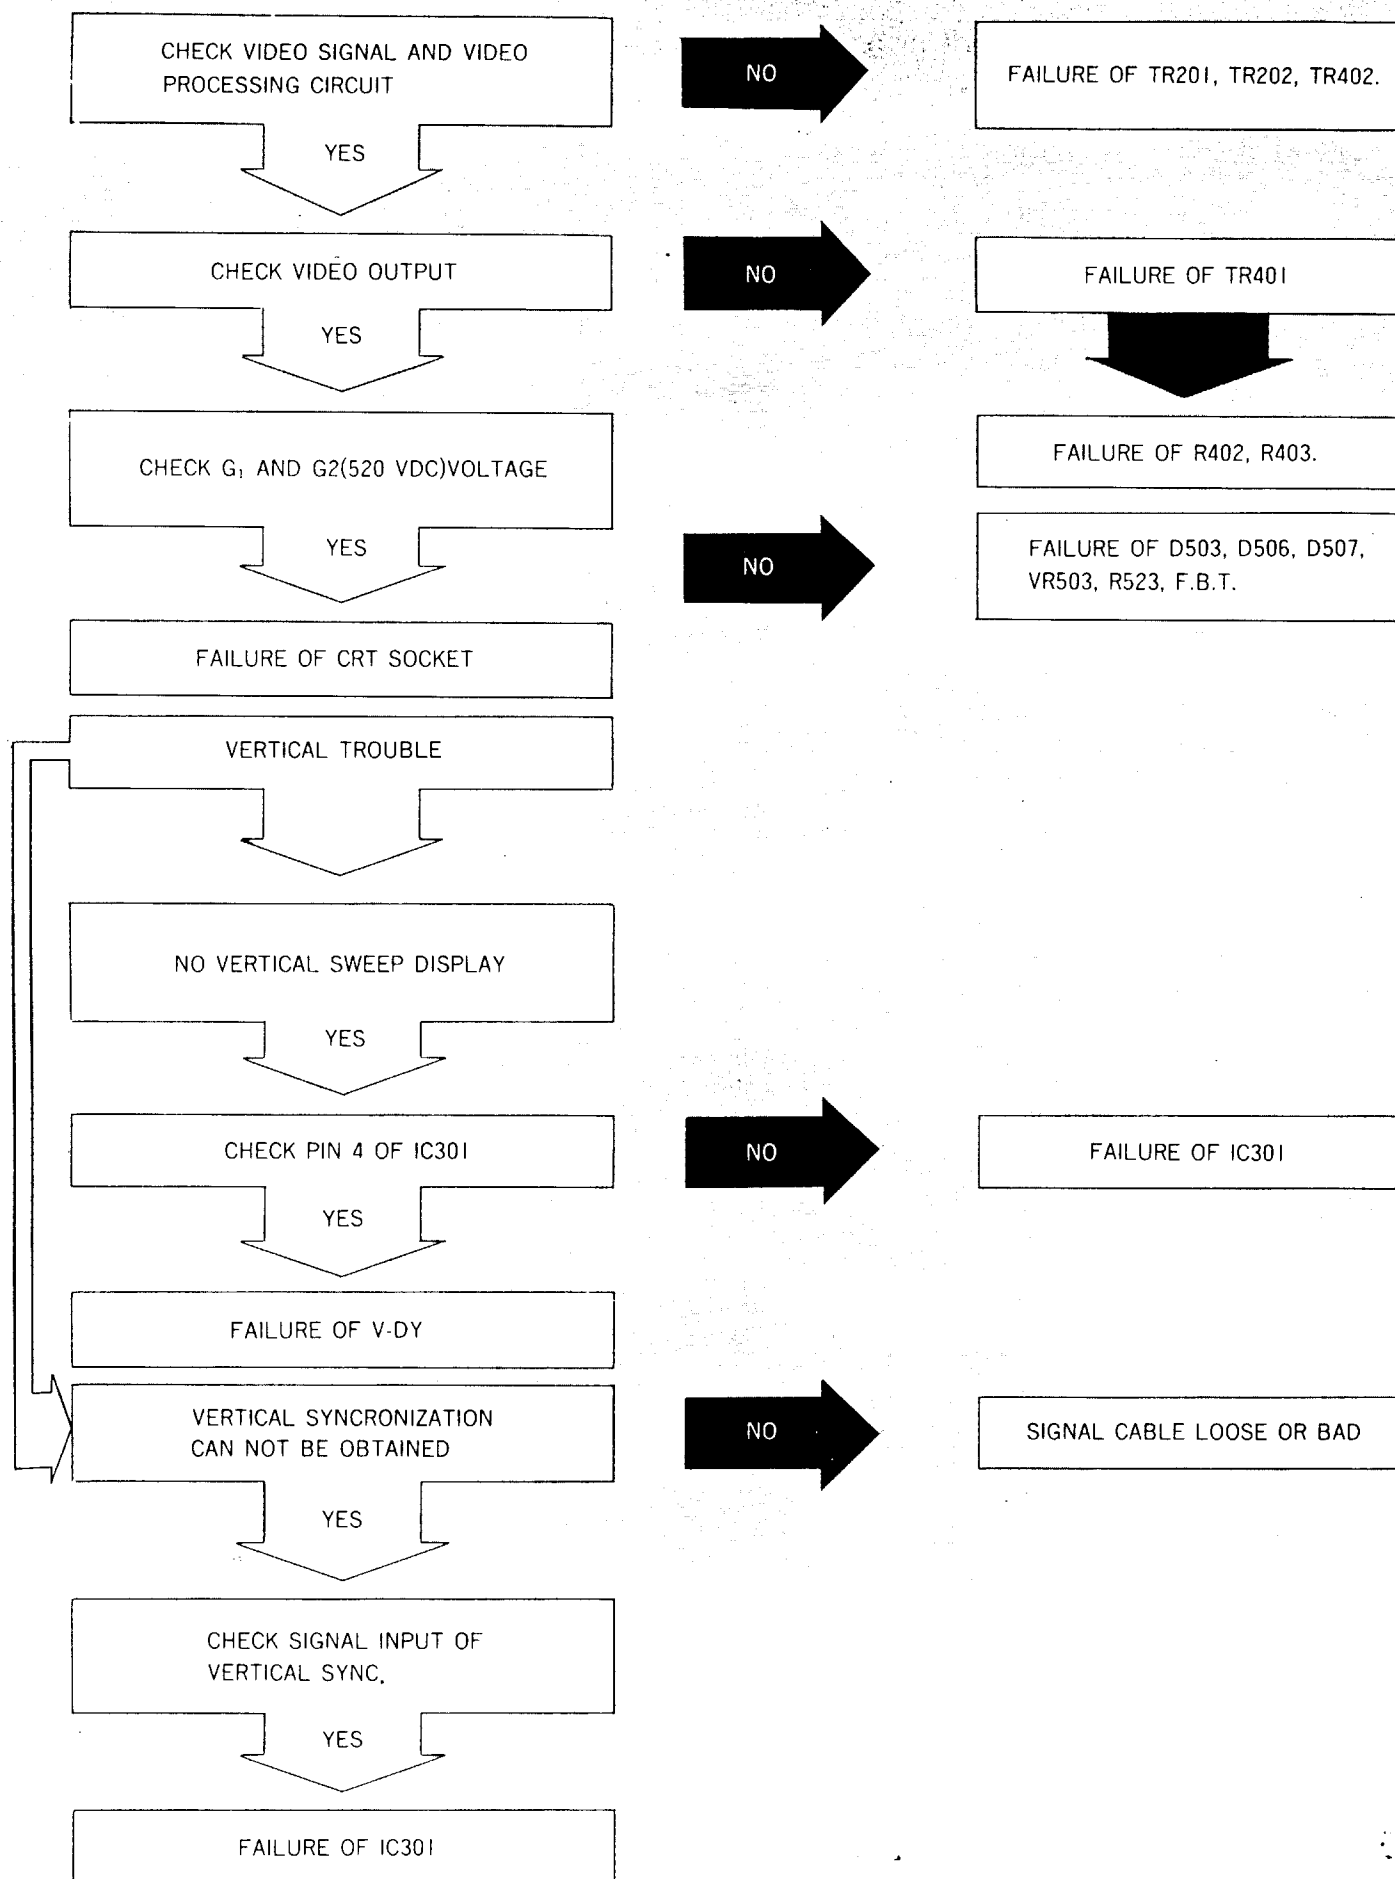 CHECK VIDEO SIGNAL AND VIDEO
PROCESSING CIRCUIT
NO
FAILURE OF TR201, TR202, TR402.
YES
CHECK VIDEO OUTPUT
NO
FAILURE OF TR401
YES
CHECK G₁ AND G2(520 VDC)VOLTAGE
FAILURE OF R402, R403.
YES
NO
FAILURE OF D503, D506, D507,
VR503, R523, F.B.T.
FAILURE OF CRT SOCKET
VERTICAL TROUBLE
NO VERTICAL SWEEP DISPLAY
YES
CHECK PIN 4 OF IC301
NO
FAILURE OF IC301
YES
FAILURE OF V-DY
VERTICAL SYNCRONIZATION
CAN NOT BE OBTAINED
NO
SIGNAL CABLE LOOSE OR BAD
YES
CHECK SIGNAL INPUT OF
VERTICAL SYNC.
YES
FAILURE OF IC301